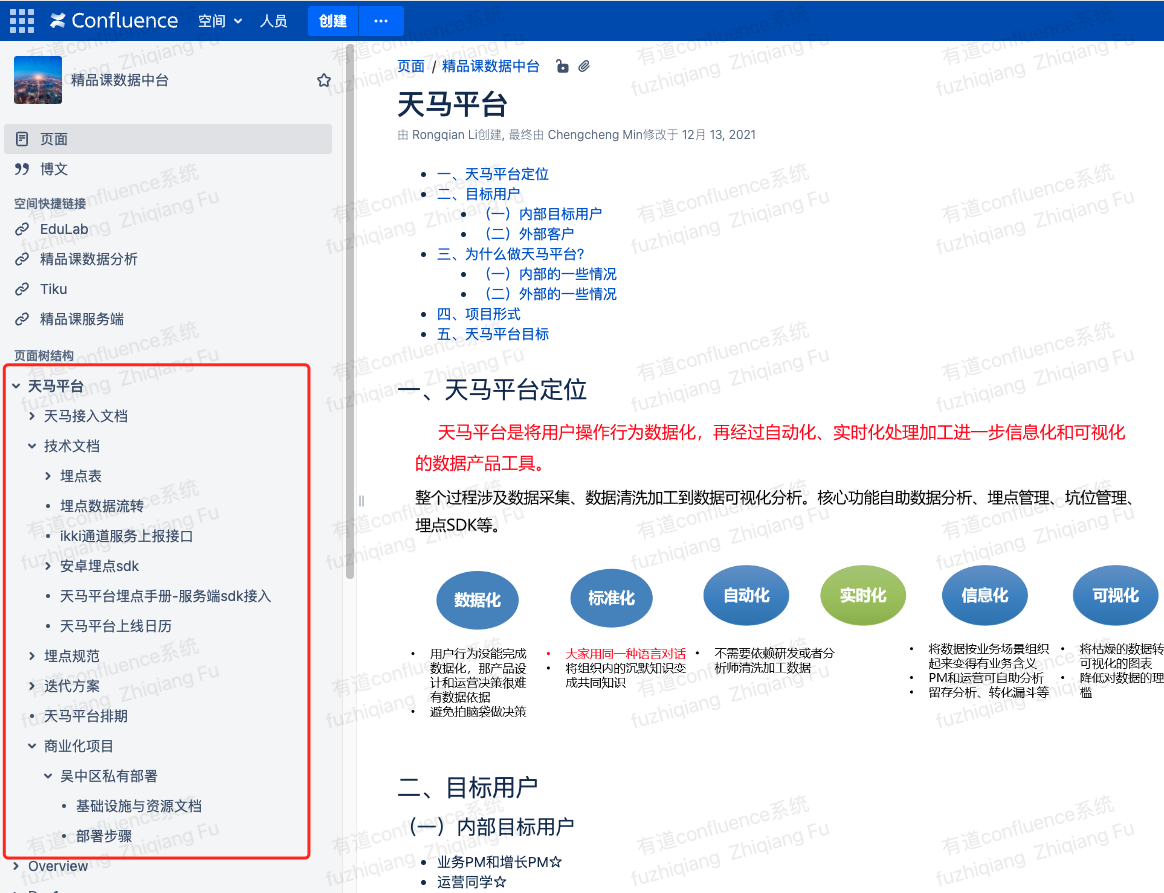 Confluence 空间 人员 创建 ...
精品课数据中台
页面
博文
空间快捷链接
EduLab
精品课数据分析
Tiku
精品课服务端
页面树结构
天马平台
天马接入文档
技术文档
埋点表
埋点数据流转
ikki通道服务上报接口
安卓埋点sdk
天马平台埋点手册-服务端sdk接入
天马平台上线日历
埋点规范
迭代方案
天马平台排期
商业化项目
吴中区私有部署
基础设施与资源文档
部署步骤
Overview
页面 / 精品课数据中台
天马平台
由 Rongqian Li创建, 最终由 Chengcheng Min修改于 12月 13, 2021
一、天马平台定位
二、目标用户
（一）内部目标用户
（二）外部客户
三、为什么做天马平台?
（一）内部的一些情况
（二）外部的一些情况
四、项目形式
五、天马平台目标
一、天马平台定位
天马平台是将用户操作行为数据化，再经过自动化、实时化处理加工进一步信息化和可视化
的数据产品工具。
整个过程涉及数据采集、数据清洗加工到数据可视化分析。核心功能自助数据分析、埋点管理、坑位管理、
埋点SDK等。
数据化
标准化
自动化
实时化
信息化
可视化
用户行为没能完成
数据化，那产品设
计和运营决策很难
有数据依据
避免拍脑袋做决策
大家用同一种语言对话
将组织内的沉默知识变
成共同知识
不需要依赖研发或者分
析师清洗加工数据
将数据按业务场景组织
起来变得有业务含义
PM和运营可自助分析
留存分析、转化漏斗等
将枯燥的数据转
可视化的图表
降低对数据的理
槛
二、目标用户
（一）内部目标用户
业务PM和增长PM☆
运营同学☆
有道confluence系统
fuzhiqiang Zhiqiang Fu